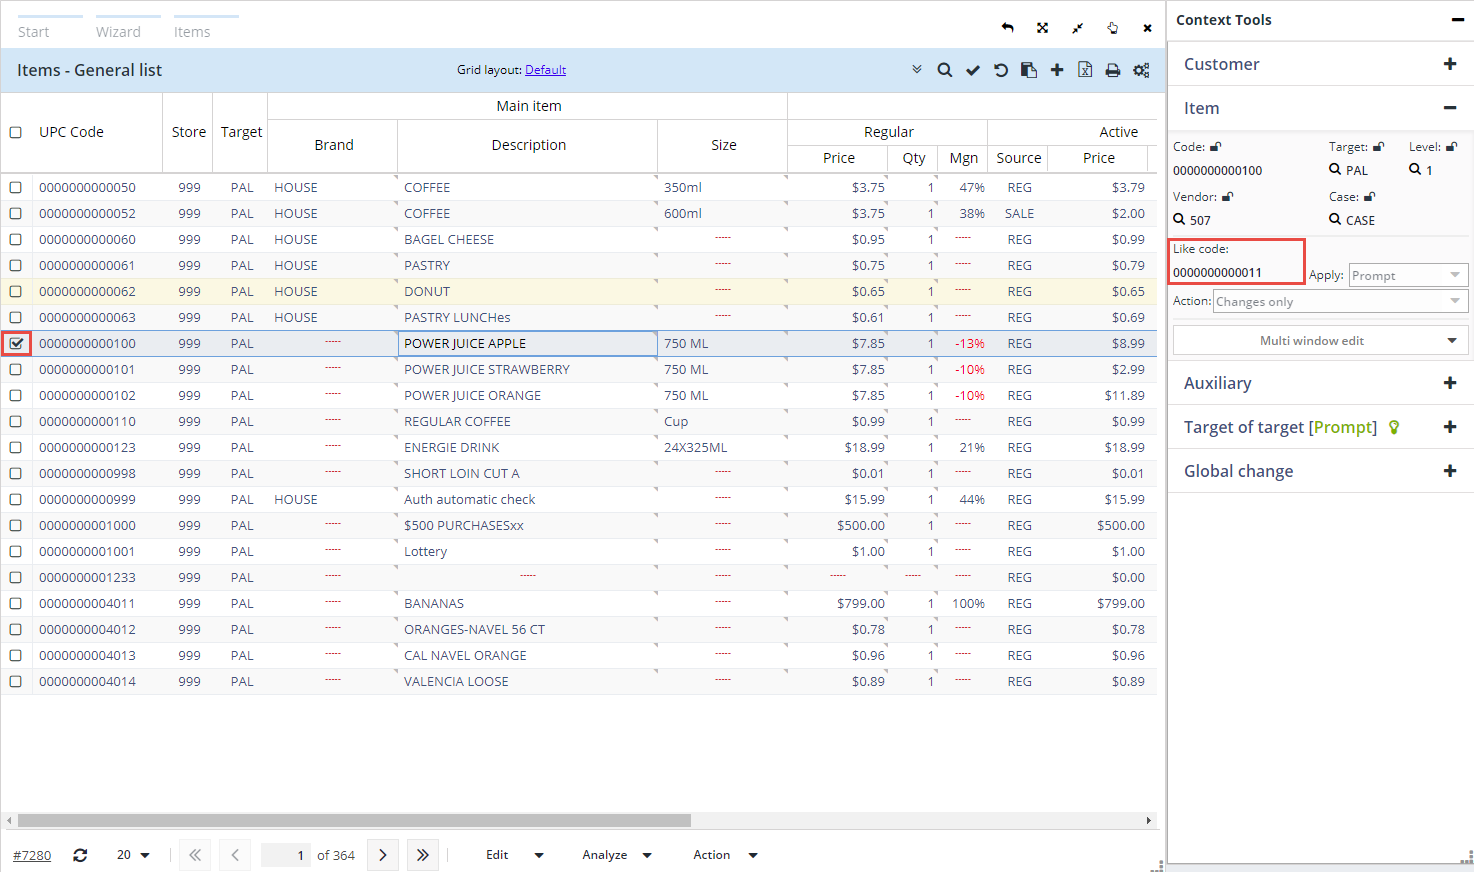 Start Wizard Items
Items - General list Grid layout: Default
Main item
Regular Active
UPC Code Store Target Brand Description Size Price Qty Mgn Source Price
0000000000050 999 PAL HOUSE COFFEE 350ml $3.75 1 47% REG $3.79
0000000000052 999 PAL HOUSE COFFEE 600ml $3.75 1 38% SALE $2.00
0000000000060 999 PAL HOUSE BAGEL CHEESE ----- $0.95 1 ----- REG $0.99
0000000000061 999 PAL HOUSE PASTRY ----- $0.75 1 ----- REG $0.79
0000000000062 999 PAL HOUSE DONUT ----- $0.65 1 ----- REG $0.65
0000000000063 999 PAL HOUSE PASTRY LUNCHes ----- $0.61 1 ----- REG $0.69
0000000000100 999 PAL ----- POWER JUICE APPLE 750 ML $7.85 1 -13% REG $8.99
0000000000101 999 PAL ----- POWER JUICE STRAWBERRY 750 ML $7.85 1 -10% REG $2.99
0000000000102 999 PAL ----- POWER JUICE ORANGE 750 ML $7.85 1 -10% REG $11.89
0000000000110 999 PAL ----- REGULAR COFFEE Cup $0.99 1 ----- REG $0.99
0000000000123 999 PAL ----- ENERGIE DRINK 24X325ML $18.99 1 21% REG $18.99
0000000000998 999 PAL ----- SHORT LOIN CUT A ----- $0.01 1 ----- REG $0.01
0000000000999 999 PAL HOUSE Auth automatic check ----- $15.99 1 44% REG $15.99
0000000001000 999 PAL ----- $500 PURCHASESxx ----- $500.00 1 ----- REG $500.00
0000000001001 999 PAL ----- Lottery ----- $1.00 1 ----- REG $1.00
0000000001233 999 PAL ----- ----- ----- ----- ----- ----- REG $0.00
0000000004011 999 PAL ----- BANANAS ----- $799.00 1 100% REG $799.00
0000000004012 999 PAL ----- ORANGES-NAVEL 56 CT ----- $0.78 1 ----- REG $0.78
0000000004013 999 PAL ----- CAL NAVEL ORANGE ----- $0.96 1 ----- REG $0.96
0000000004014 999 PAL ----- VALENCIA LOOSE ----- $0.89 1 ----- REG $0.89
#7280 20 1 of 364 Edit Analyze Action
Context Tools
Customer
Item
Code: Target: Level:
0000000000100 PAL 1
Vendor: Case:
507 CASE
Like code:
0000000000011 Apply: Prompt
Action: Changes only
Multi window edit
Auxiliary
Target of target [Prompt]
Global change